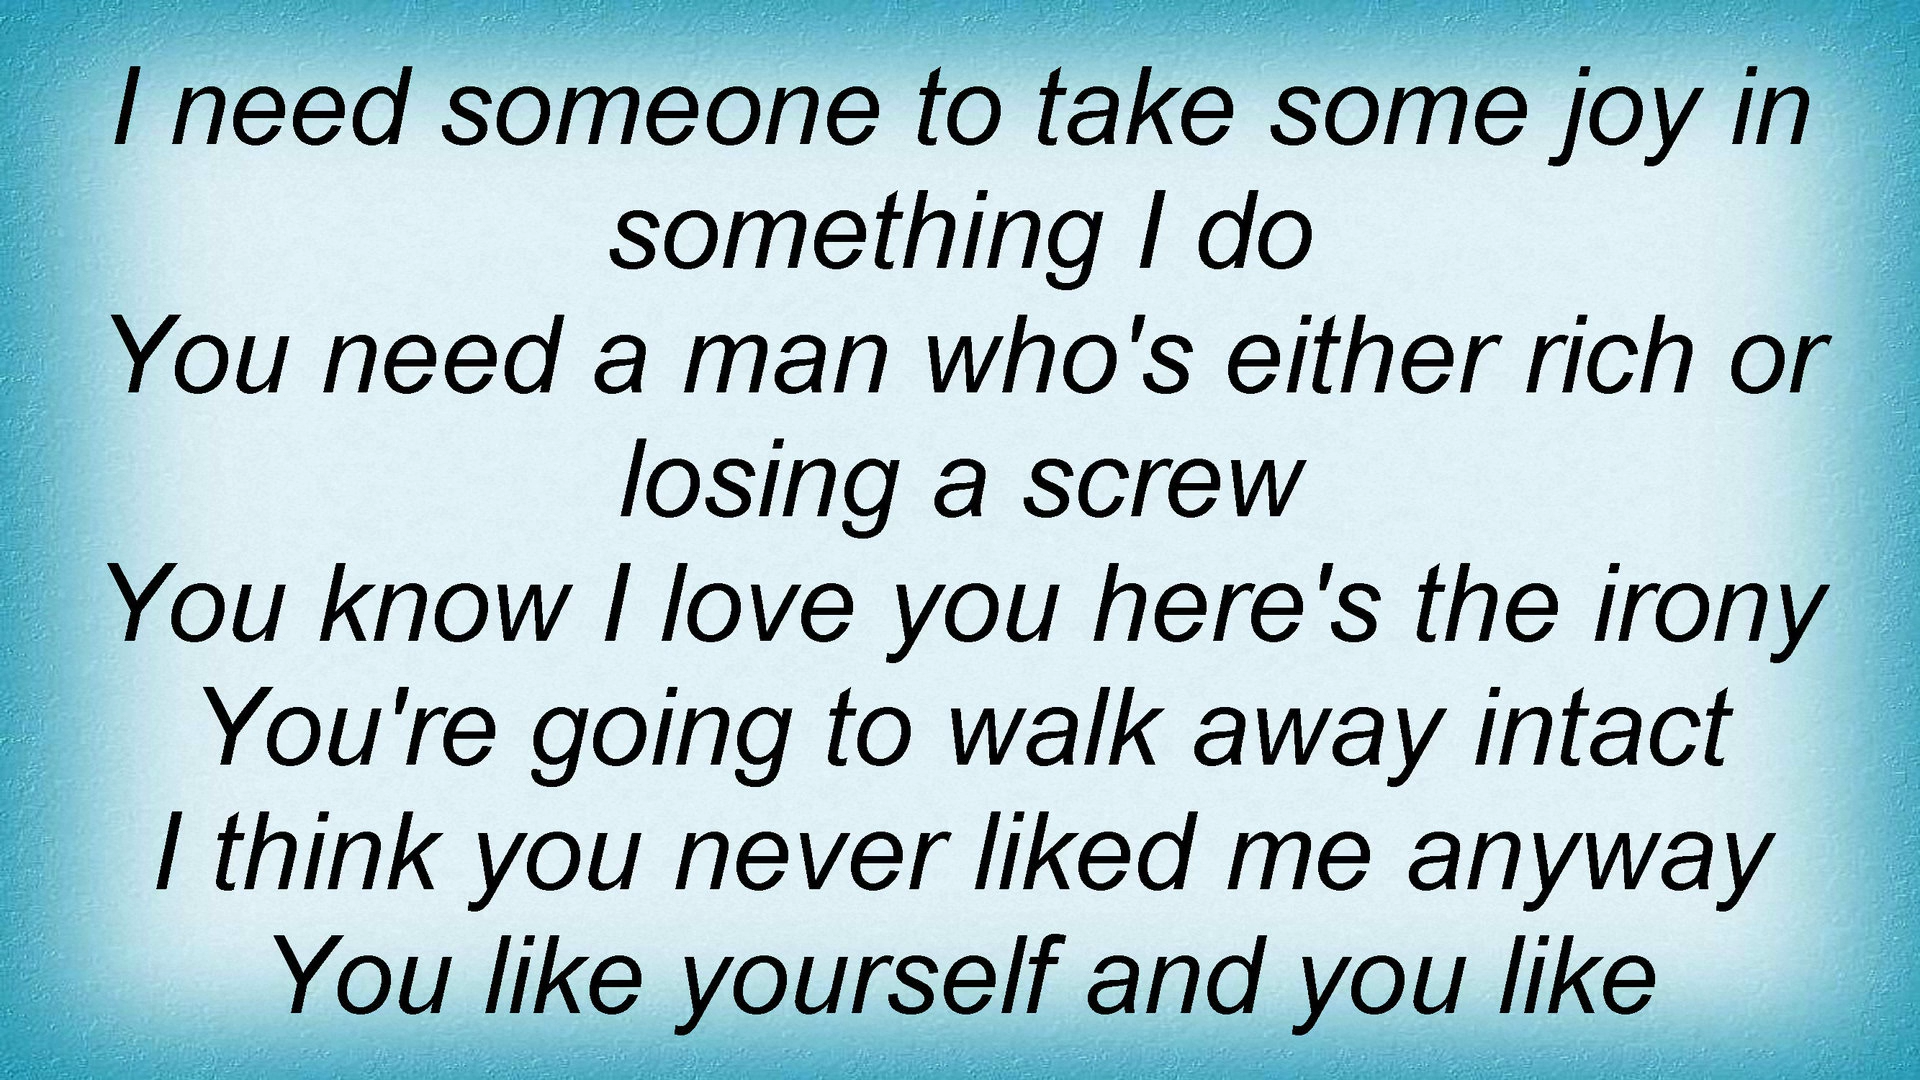 I need someone to take some joy in
something I do
You need a man who's either rich or
losing a screw
You know I love you here's the irony
You're going to walk away intact
I think you never liked me anyway
You like yourself and you like